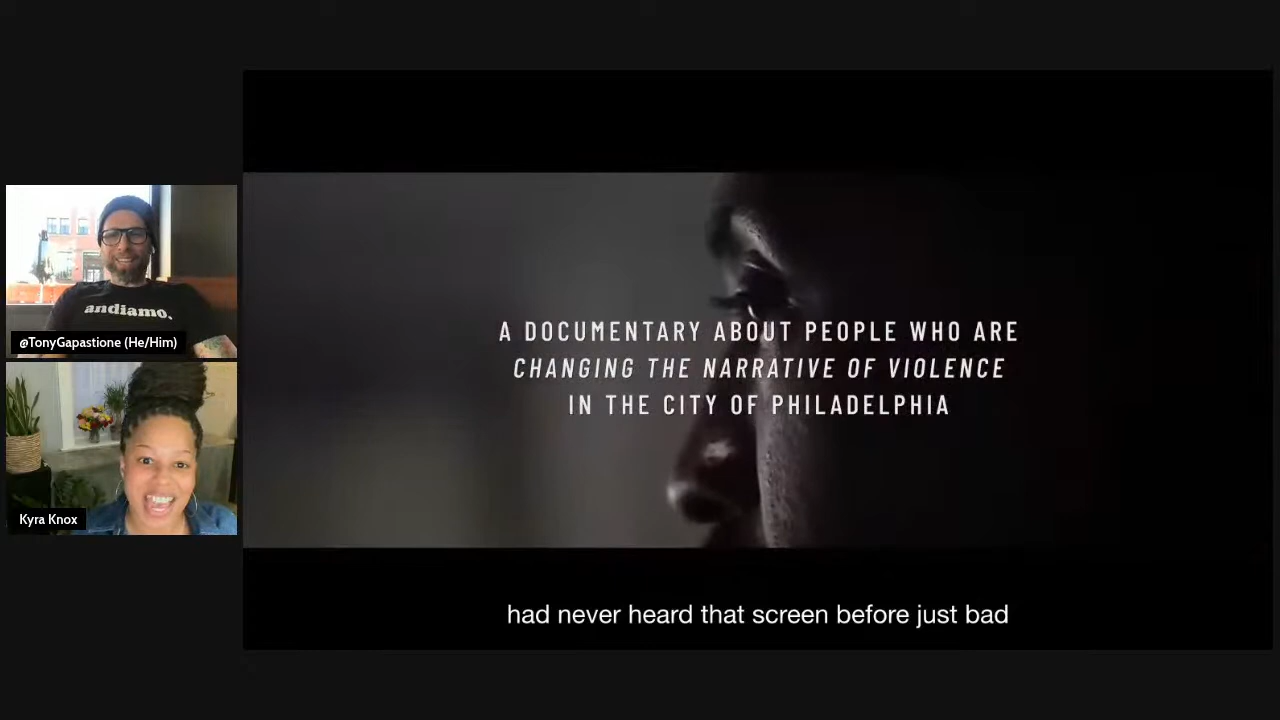 andiamo.
@TonyGapastione (He/Him)
Kyra Knox
A DOCUMENTARY ABOUT PEOPLE WHO ARE
CHANGING THE NARRATIVE OF VIOLENCE
IN THE CITY OF PHILADELPHIA
had never heard that screen before just bad